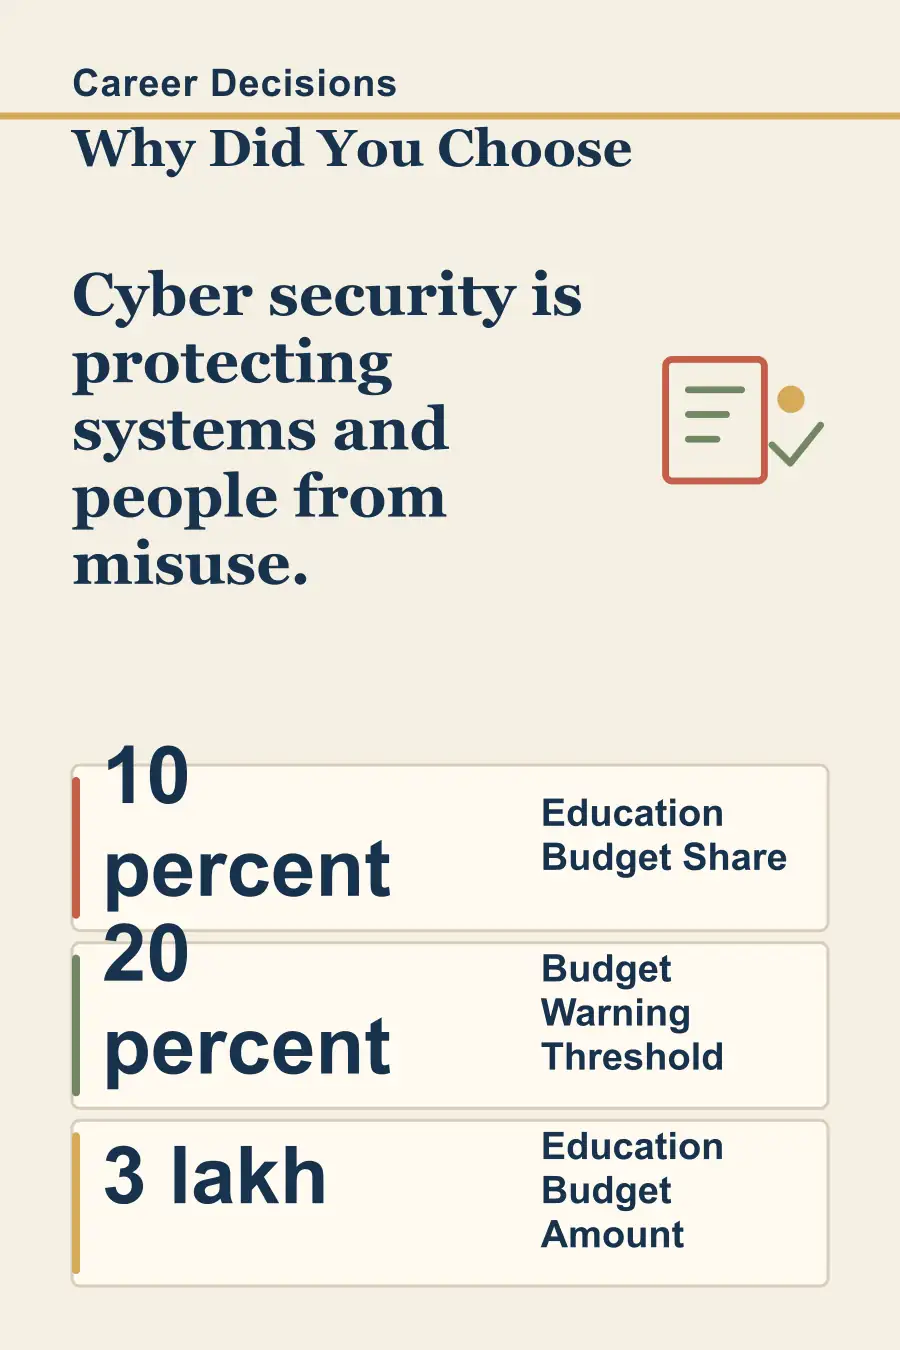 Career Decisions
Why Did You Choose
Cyber security is
protecting
systems and
people from
misuse.
10
percent
Education
Budget Share
20
percent
Budget
Warning
Threshold
3 lakh
Education
Budget
Amount